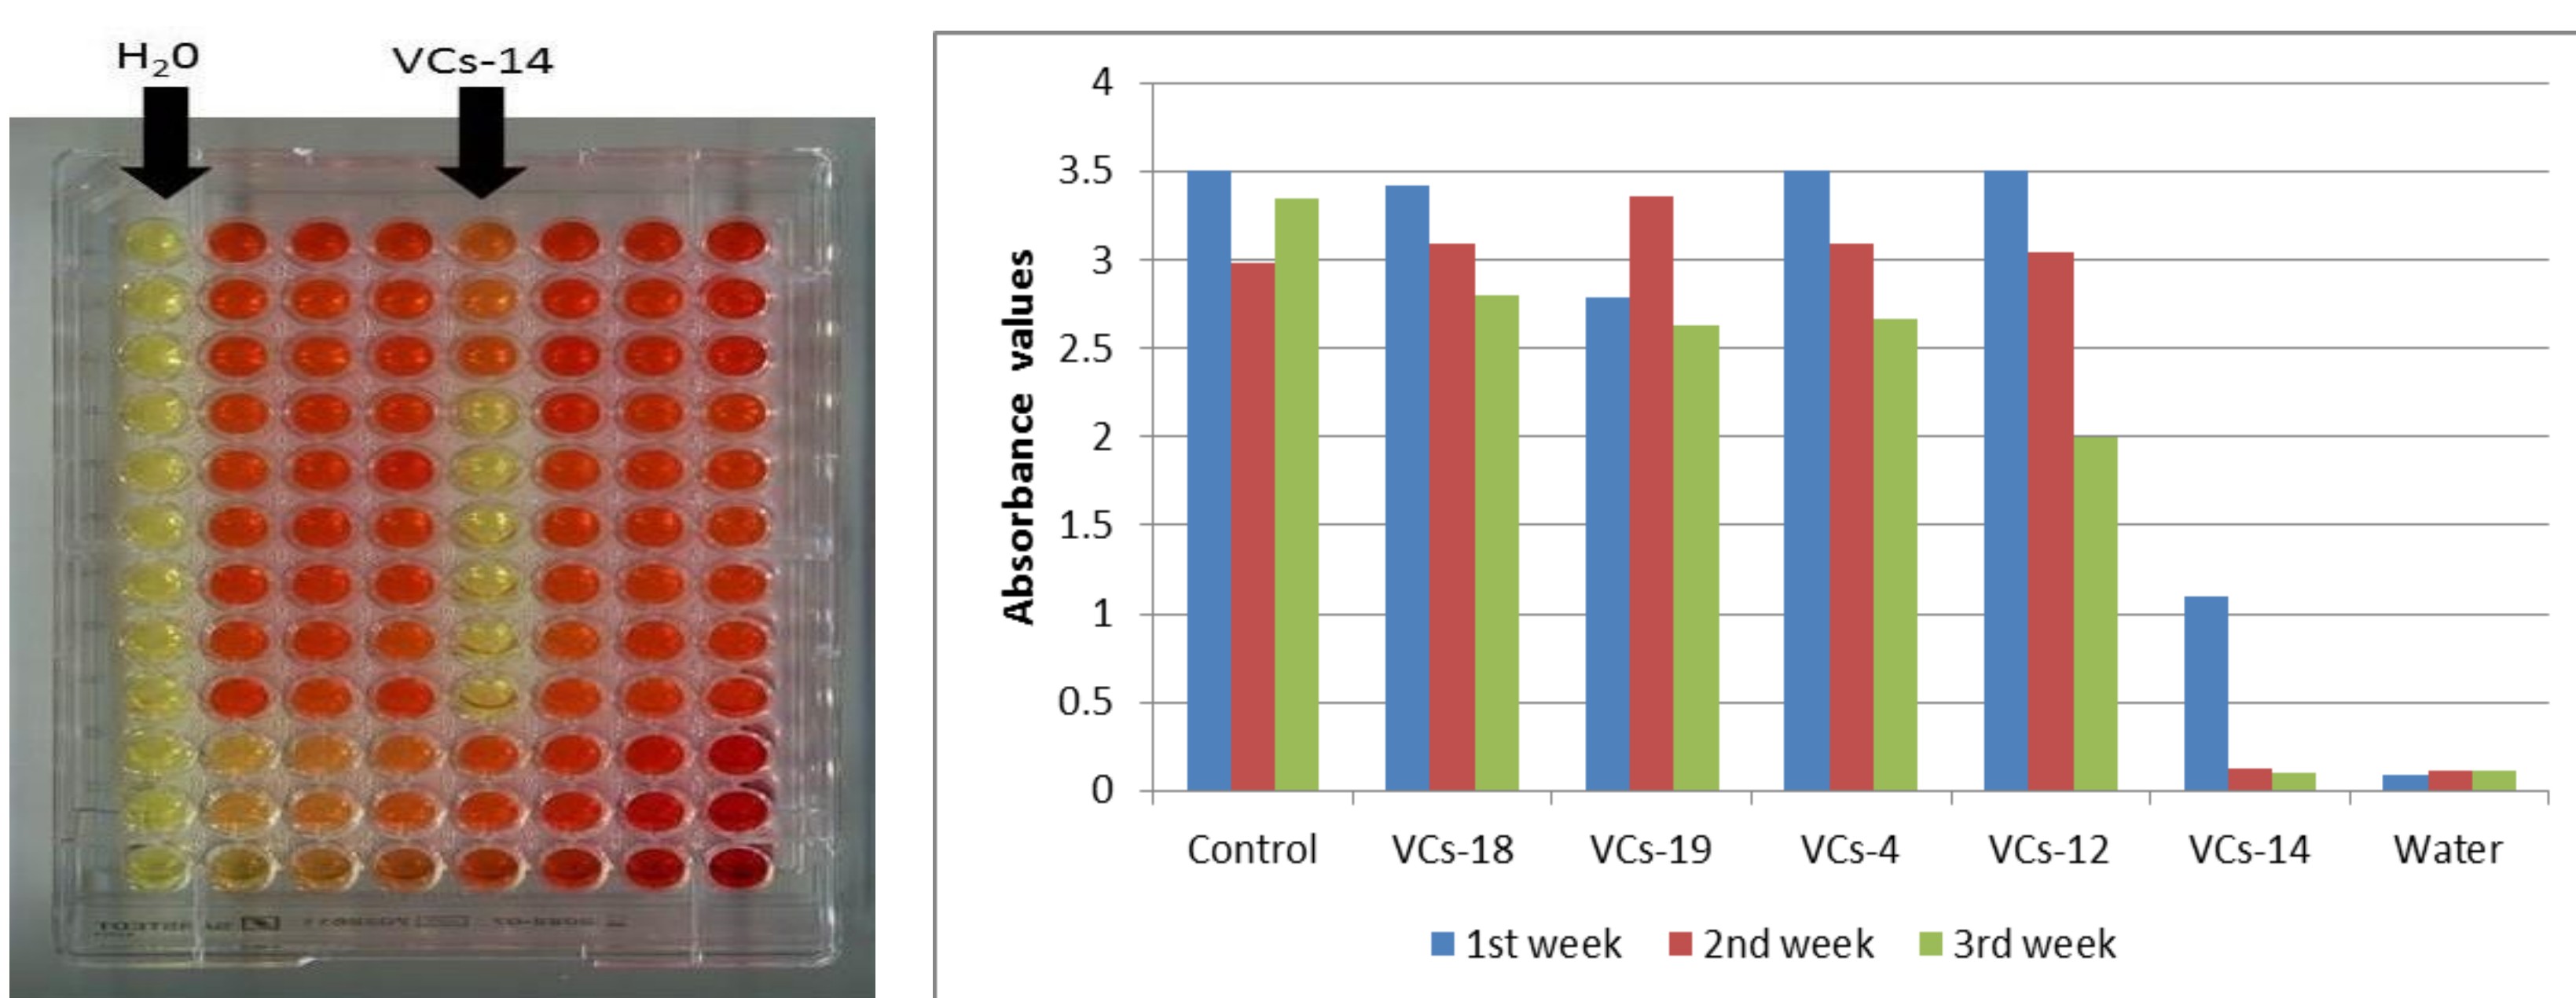 H₂0
VCs-14
Absorbance values
4
3.5
3
2.5
2
1.5
1
0.5
0
Control VCs-18 VCs-19 VCs-4 VCs-12 VCs-14 Water
1st week 2nd week 3rd week